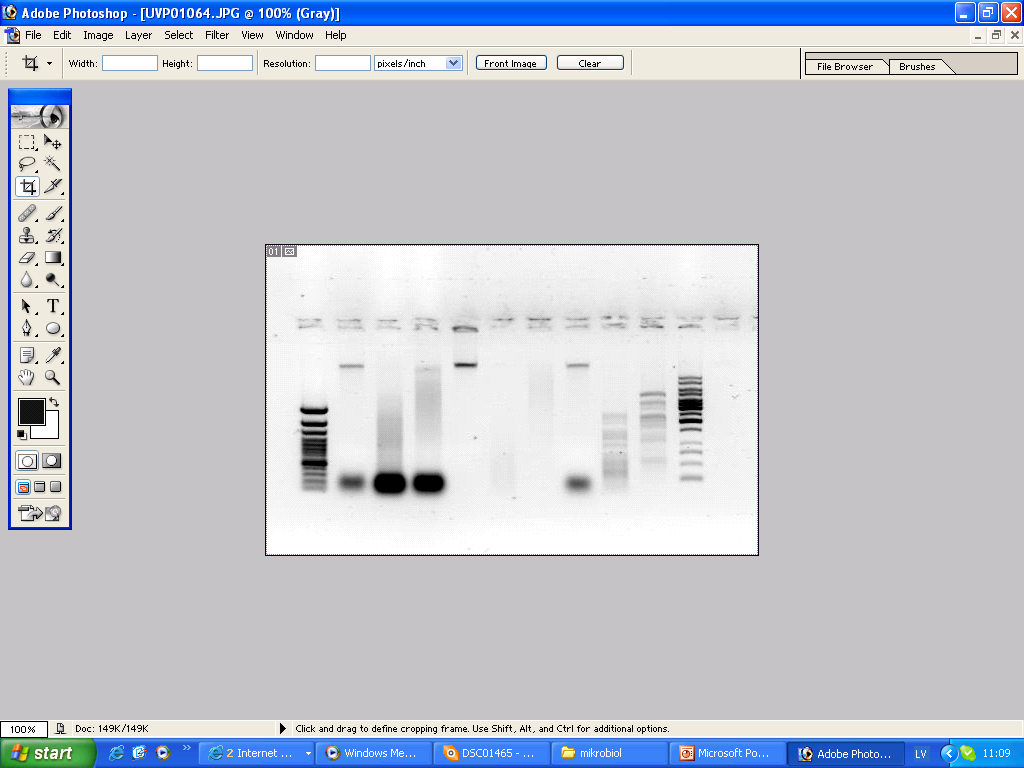 Adobe Photoshop - [UVP01064.JPG @ 100% (Gray)]
File Edit Image Layer Select Filter View Window Help
Width: Height: Resolution: pixels/inch Front Image Clear File Browser Brushes
01
T
100% Doc: 149K/149K Click and drag to define cropping frame. Use Shift, Alt, and Ctrl for additional options.
start 2 Internet ... Windows Me... DSC01465 - ... mikrobiol Microsoft Po... Adobe Photo... LV 11:09